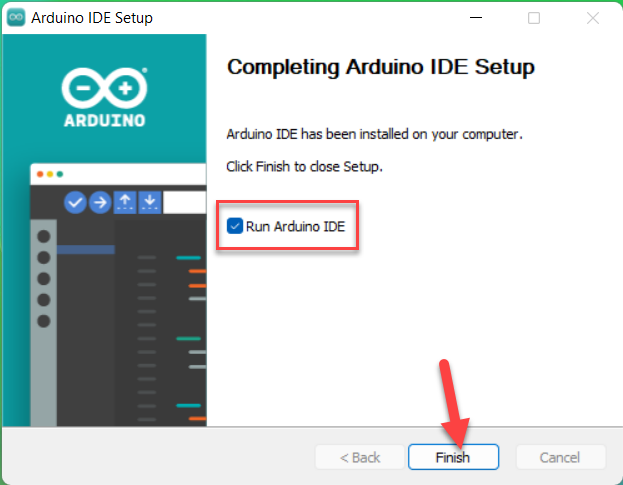 Arduino IDE Setup
ARDUINO
Completing Arduino IDE Setup
Arduino IDE has been installed on your computer.
Click Finish to close Setup.
Run Arduino IDE
< Back
Finish
Cancel